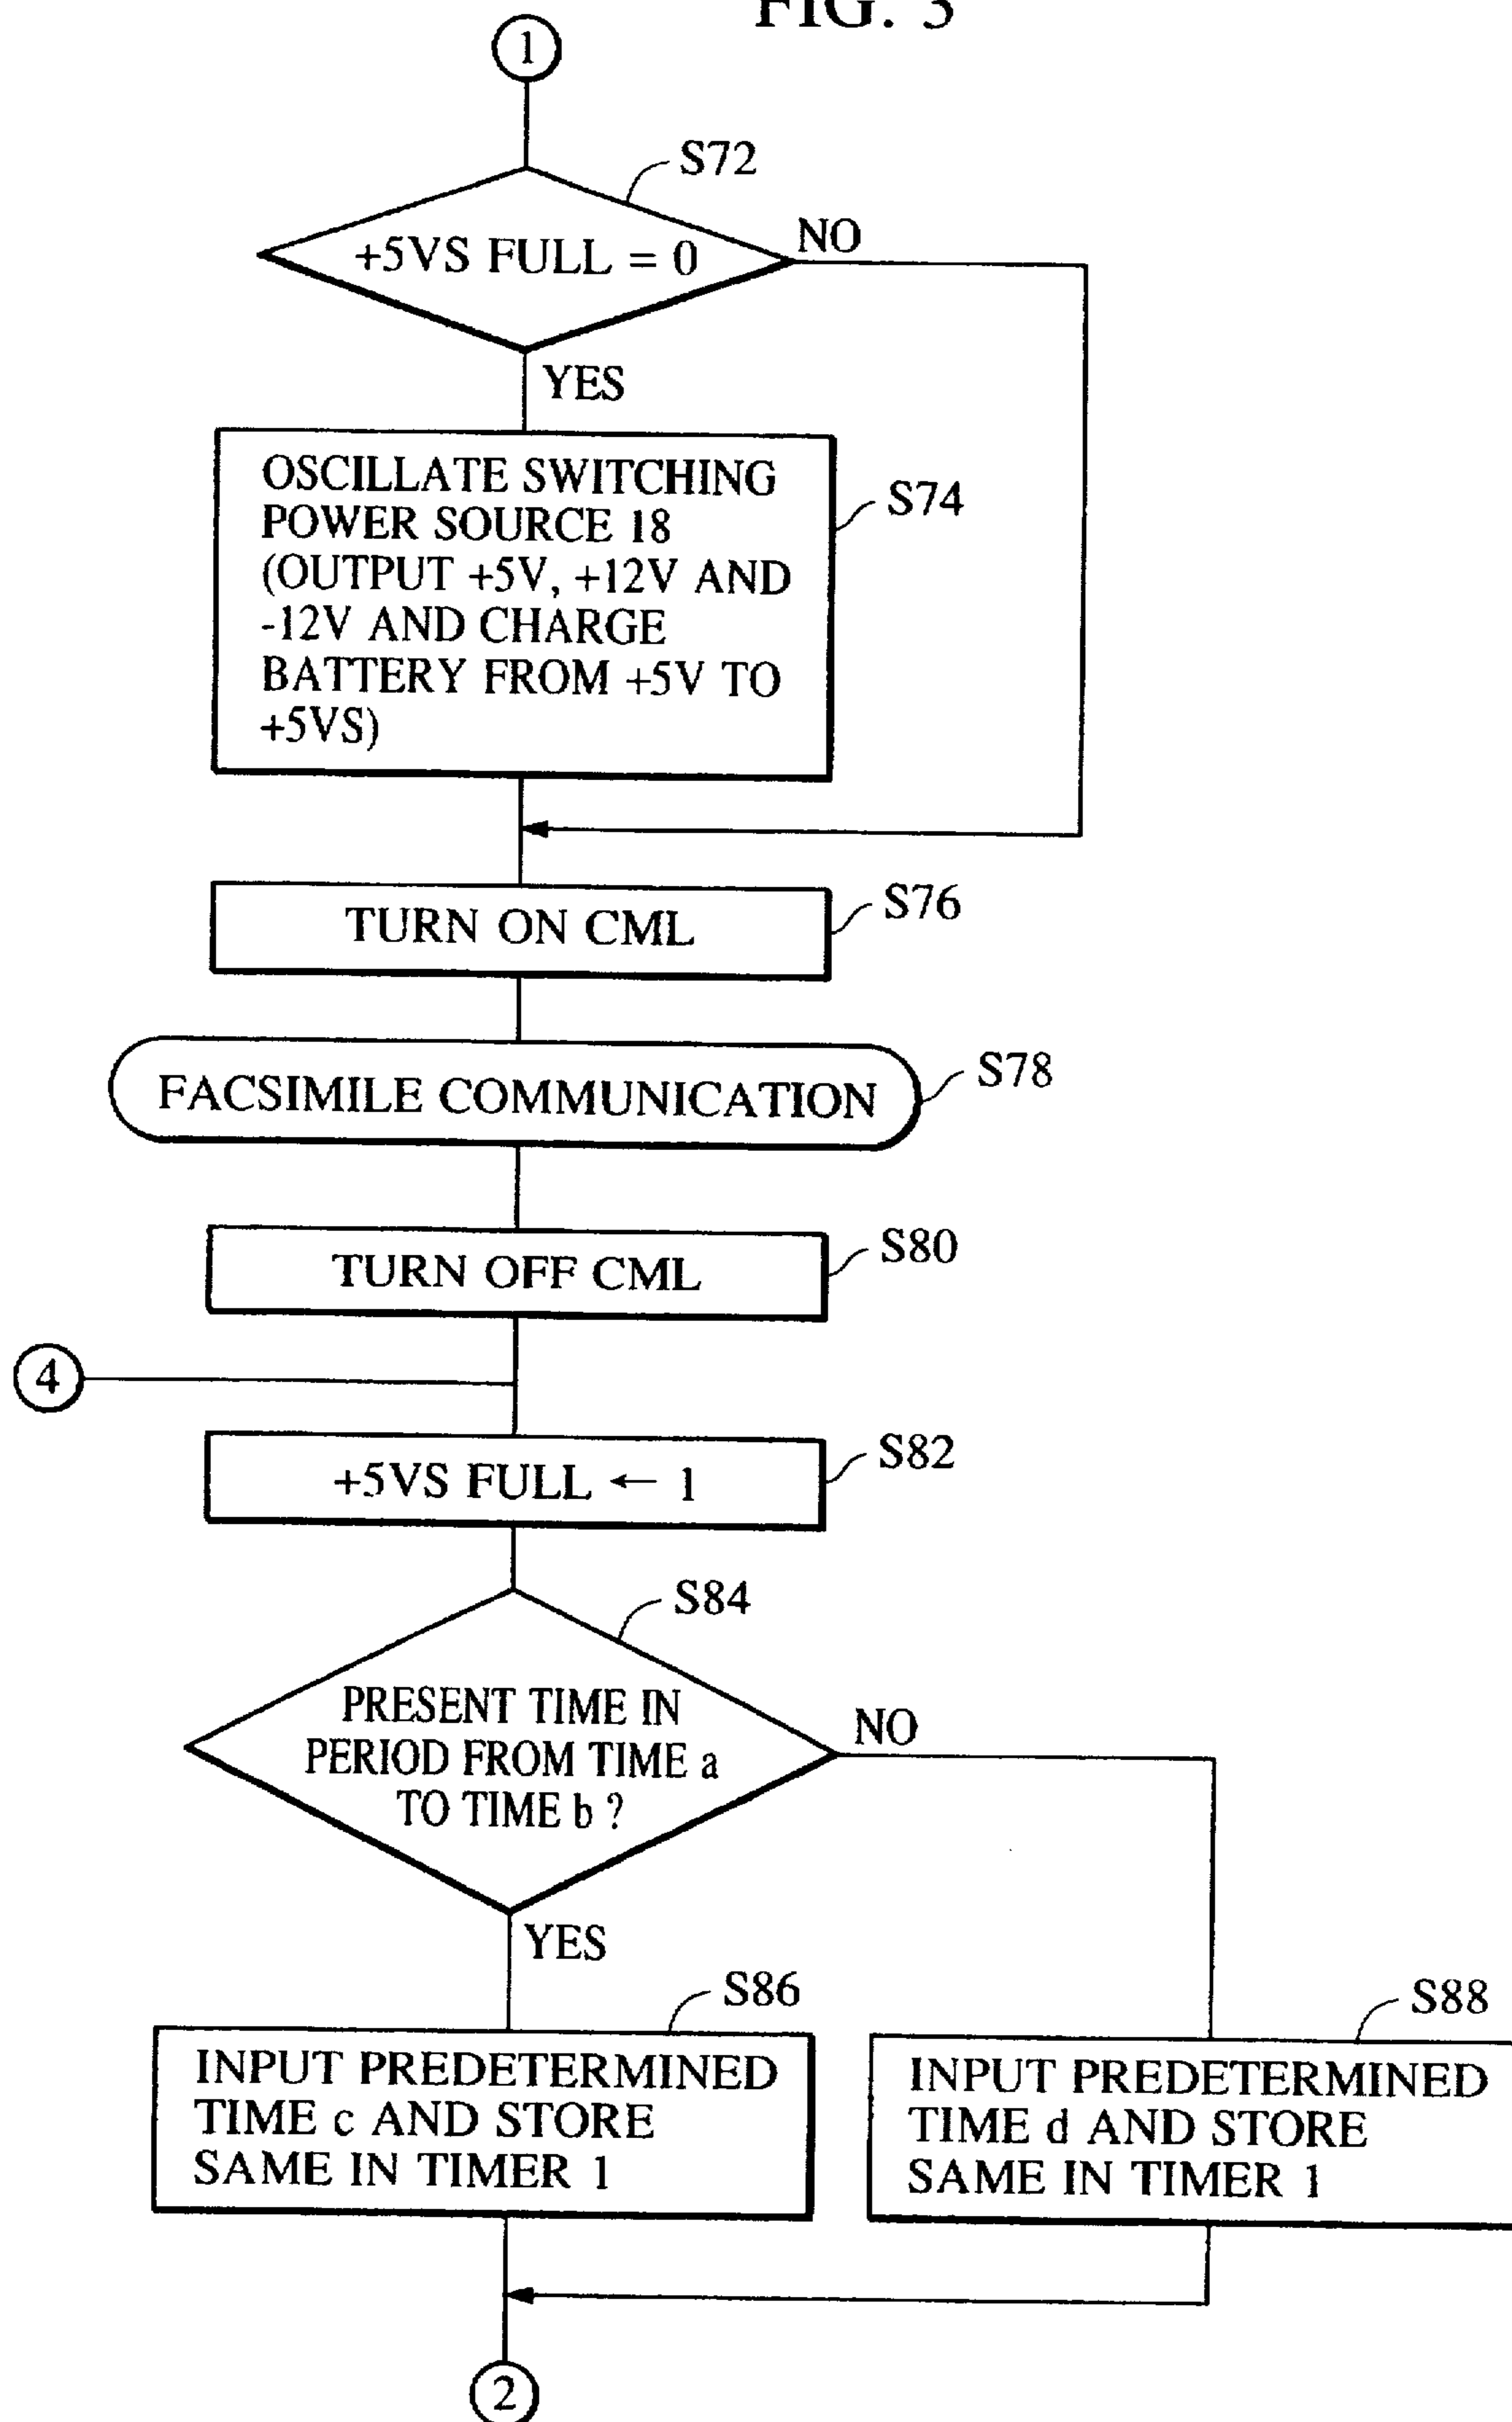 FIG. 3
1
S72
+5VS FULL = 0
NO
YES
OSCILLATE SWITCHING
POWER SOURCE 18
(OUTPUT +5V, +12V AND
-12V AND CHARGE
BATTERY FROM +5V TO
+5VS)
S74
TURN ON CML
S76
FACSIMILE COMMUNICATION
S78
TURN OFF CML
S80
4
+5VS FULL ← 1
S82
S84
PRESENT TIME IN
PERIOD FROM TIME a
TO TIME b ?
NO
YES
S86
INPUT PREDETERMINED
TIME c AND STORE
SAME IN TIMER 1
S88
INPUT PREDETERMINED
TIME d AND STORE
SAME IN TIMER 1
2